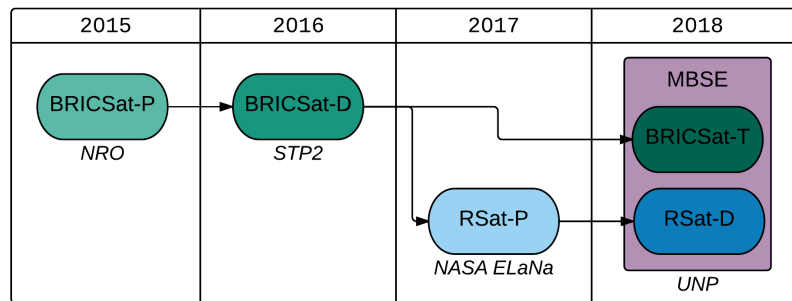 2015 2016 2017 2018
MBSE
BRICSat-P BRICSat-D
BRICSat-T
NRO STP2
RSat-P RSat-D
NASA ELaNa
UNP